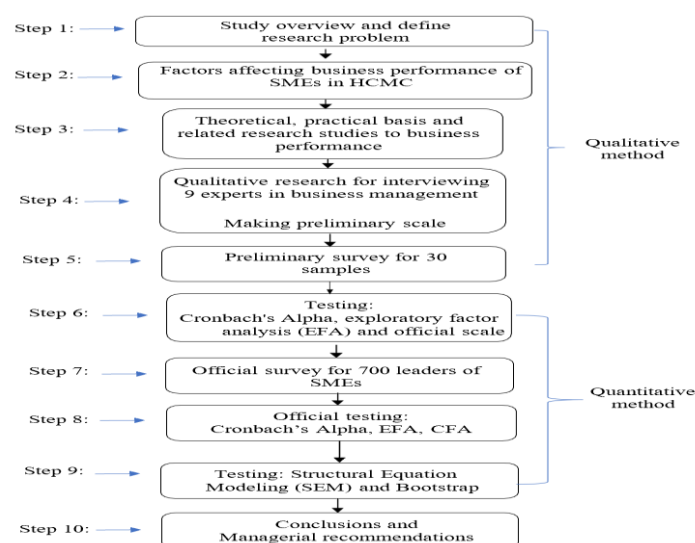 Step 1:
Study overview and define
research problem
Step 2:
Factors affecting business performance of
SMEs in HCMC
Step 3:
Theoretical, practical basis and
related research studies to business
performance
Qualitative
method
Step 4:
Qualitative research for interviewing
9 experts in business management
Making preliminary scale
Step 5:
Preliminary survey for 30
samples
Step 6:
Testing:
Cronbach's Alpha, exploratory factor
analysis (EFA) and official scale
Step 7:
Official survey for 700 leaders of
SMEs
Quantitative
method
Step 8:
Official testing:
Cronbach's Alpha, EFA, CFA
Step 9:
Testing: Structural Equation
Modeling (SEM) and Bootstrap
Step 10:
Conclusions and
Managerial recommendations